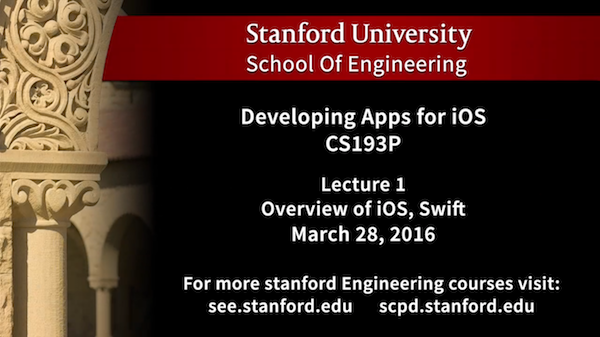 Stanford University
School Of Engineering
Developing Apps for iOS
CS193P
Lecture 1
Overview of iOS, Swift
March 28, 2016
For more stanford Engineering courses visit:
see.stanford.edu scpd.stanford.edu